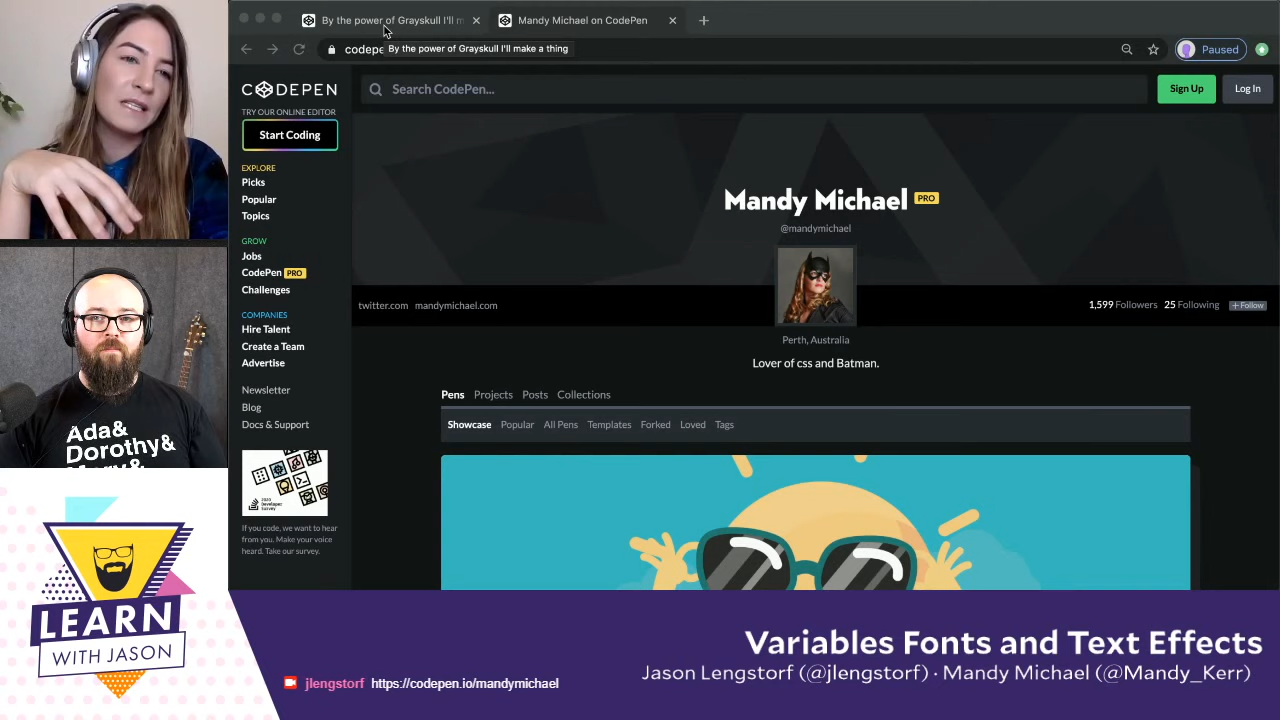 By the power of Grayskull I'll m
Mandy Michael on CodePen
codepe
By the power of Grayskull I'll make a thing
Paused
CODEPEN
Search CodePen...
Sign Up
Log In
TRY OUR ONLINE EDITOR
Start Coding
EXPLORE
Picks
Popular
Topics
GROW
Jobs
CodePen PRO
Challenges
COMPANIES
Hire Talent
Create a Team
Advertise
Newsletter
Blog
Docs & Support
2020
Developer
Survey
If you code, we want to hear
from you. Make your voice
heard. Take our survey.
Mandy Michael PRO
@mandymichael
twitter.com mandymichael.com
1,599 Followers 25 Following + Follow
Perth, Australia
Lover of css and Batman.
Pens Projects Posts Collections
Showcase Popular All Pens Templates Forked Loved Tags
Ada&
Dorothy&
LEARN
WITH JASON
Variables Fonts and Text Effects
Jason Lengstorf (@jlengstorf) · Mandy Michael (@Mandy_Kerr)
jlengstorf https://codepen.io/mandymichael